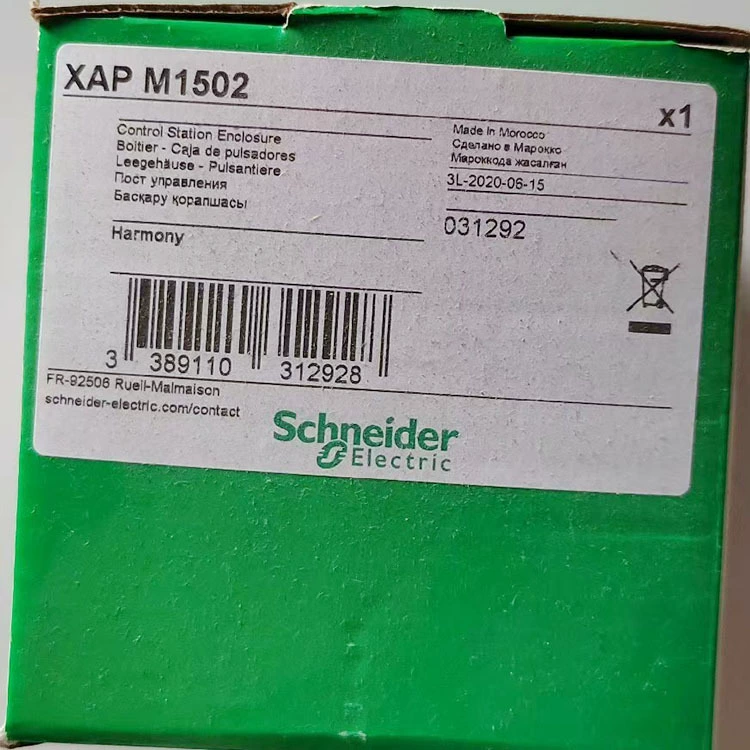 XAP M1502
x1
Control Station Enclosure
Boîtier - Caja de pulsadores
Leegehäuse - Pulsantiere
Пост управления
Басқару қорапшасы
Made in Morocco
Сделано в Марокко
Мароккода жасалған
3L-2020-06-15
Harmony
031292
3 389110 312928
FR-92506 Rueil-Malmaison
schneider-electric.com/contact
Schneider
Electric